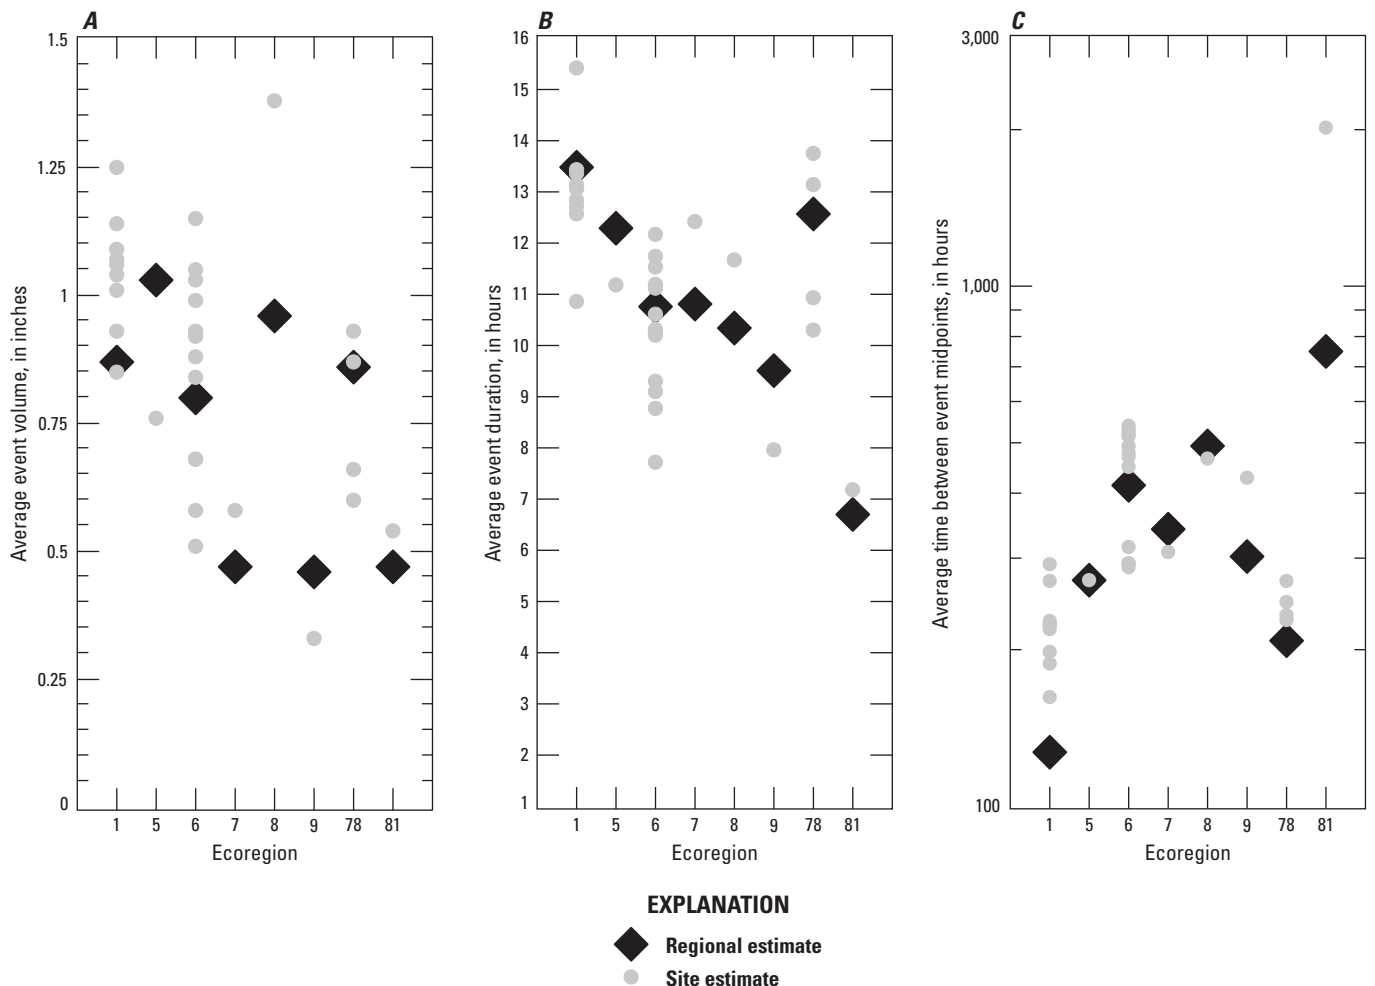 A
B
C
Average event volume, in inches
1.5
1.25
1
0.75
0.5
0.25
0
1 5 6 7 8 9 78 81
Ecoregion
Average event duration, in hours
16
15
14
13
12
11
10
9
8
7
6
5
4
3
2
1
1 5 6 7 8 9 78 81
Ecoregion
Average time between event midpoints, in hours
3,000
1,000
100
1 5 6 7 8 9 78 81
Ecoregion
EXPLANATION
Regional estimate
Site estimate